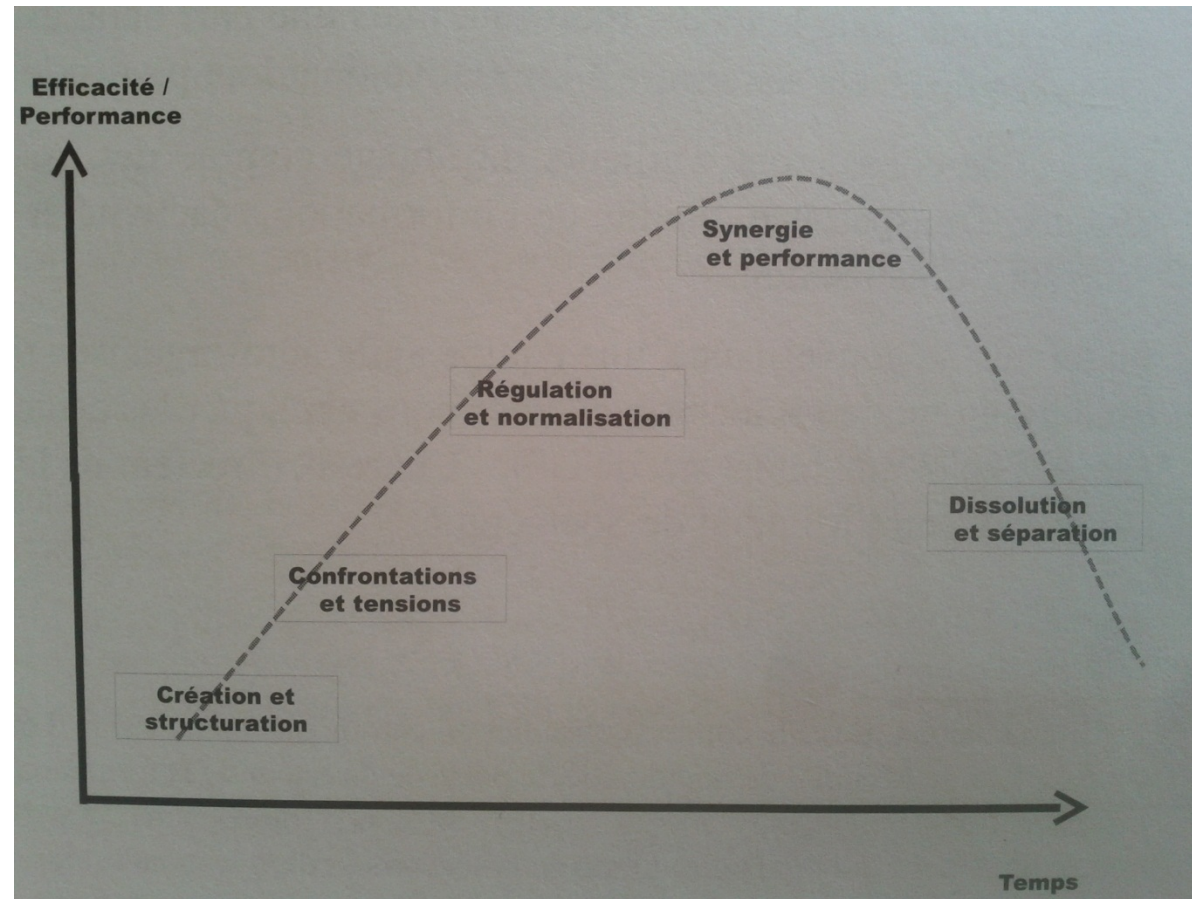 Efficacité /
Performance
Synergie
et performance
Régulation
et normalisation
Dissolution
et séparation
Confrontations
et tensions
Création et
structuration
Temps